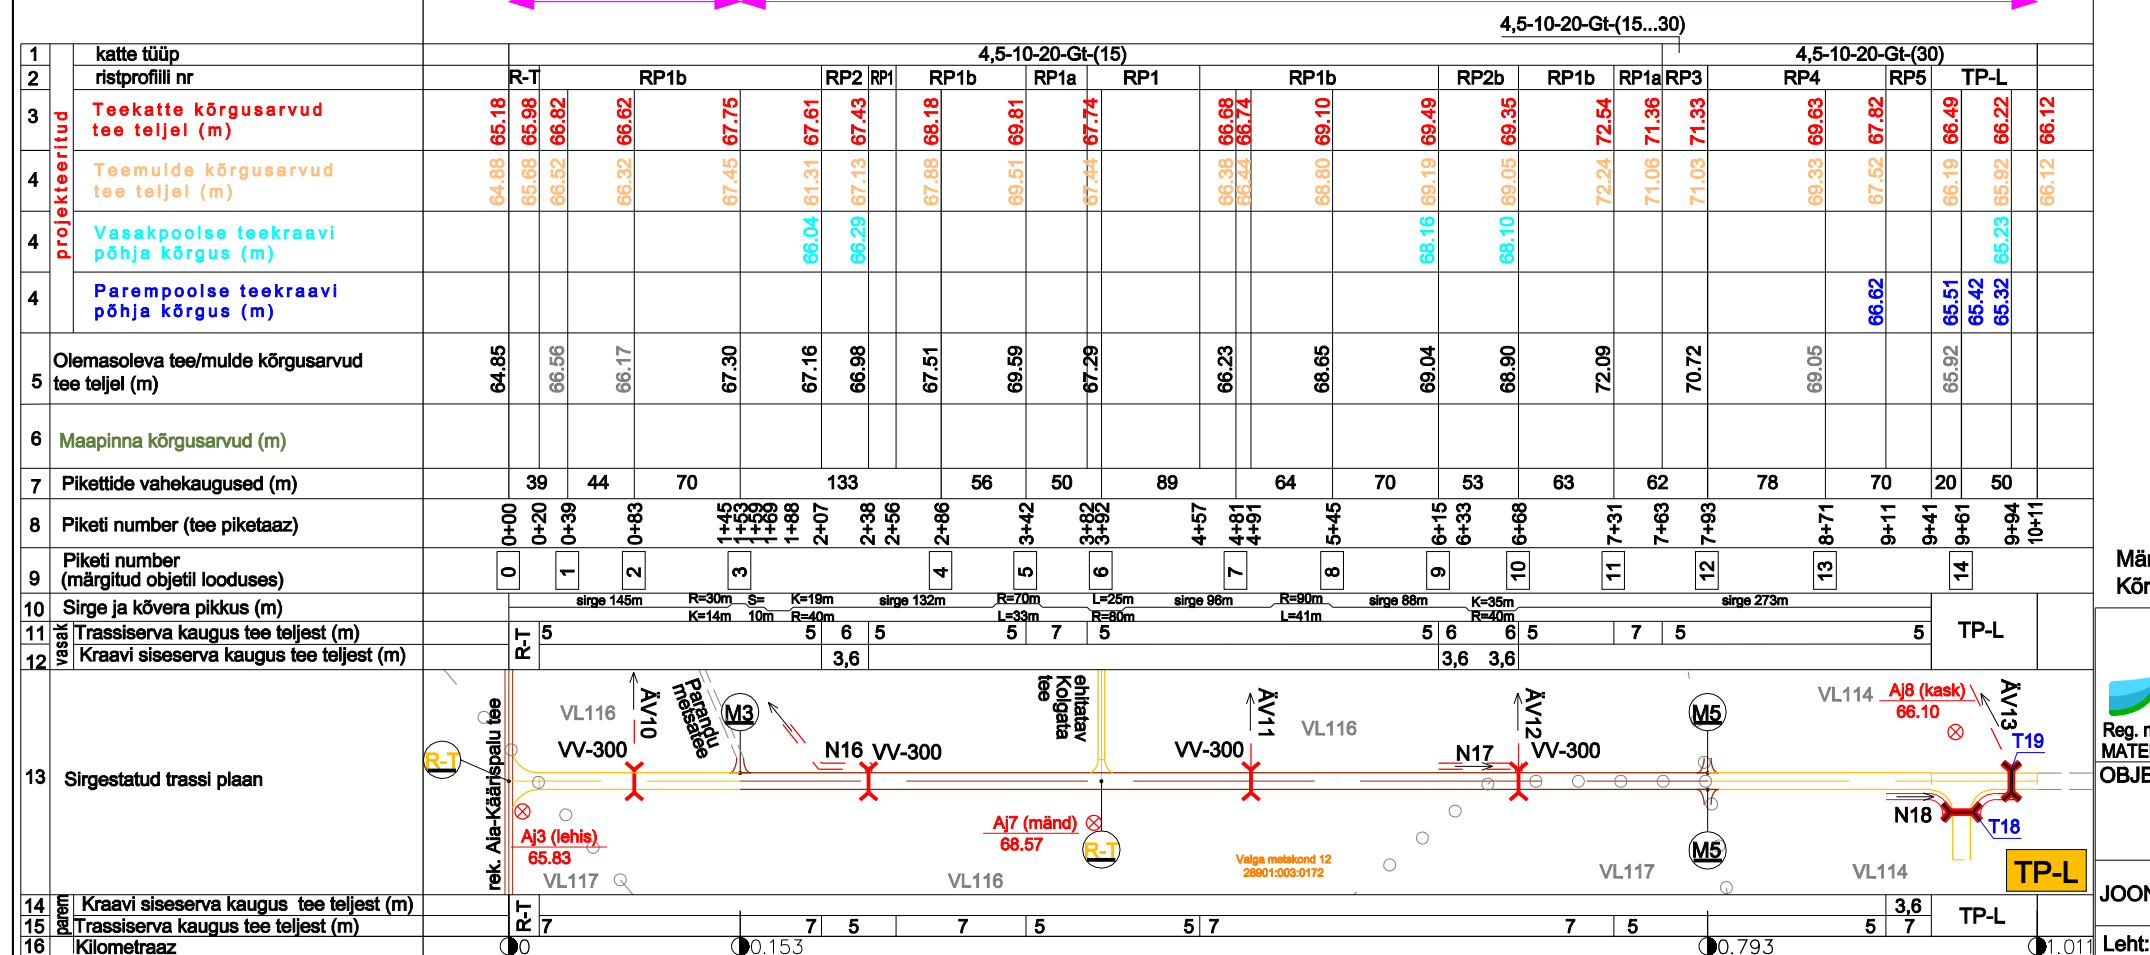 4,5-10-20-Gt-(15...30)
1 katte tüüp 4,5-10-20-Gt-(15) 4,5-10-20-Gt-(30)
2 ristprofiili nr R-T RP1b RP2 RP1 RP1b RP1a RP1 RP1b RP2b RP1b RP1a RP3 RP4 RP5 TP-L
projekteeritud
3 Teekatte kõrgusarvud
tee teljel (m)
65.18 65.98 66.82 66.62 67.75 67.61 67.43 68.18 69.81 67.74 66.68 66.74 69.10 69.49 69.35 72.54 71.36 71.33 69.63 67.82 66.49 66.22 66.12
4 Teemulde kõrgusarvud
tee teljel (m)
64.88 65.68 66.52 66.32 67.45 61.31 67.13 67.88 69.51 67.44 66.38 66.44 68.80 69.19 69.05 72.24 71.06 71.03 69.33 67.52 66.19 65.92 66.12
4 Vasakpoolse teekraavi
põhja kõrgus (m)
66.04 66.29 68.16 68.10 65.23
4 Parempoolse teekraavi
põhja kõrgus (m)
66.62 65.51 65.42 65.32
5 Olemasoleva tee/mulde kõrgusarvud
tee teljel (m)
64.85 66.56 66.17 67.30 67.16 66.98 67.51 69.59 67.29 66.23 68.65 69.04 68.90 72.09 70.72 69.05 65.92
6 Maapinna kõrgusarvud (m)
7 Pikettide vahekaugused (m) 39 44 70 133 56 50 89 64 70 53 63 62 78 70 20 50
8 Piketi number (tee piketaaz) 0+00 0+20 0+39 0+83 1+45 1+53 1+59 1+69 1+88 2+07 2+38 2+56 2+86 3+42 3+82 3+92 4+57 4+81 4+91 5+45 6+15 6+33 6+68 7+31 7+63 7+93 8+71 9+11 9+41 9+61 9+94 10+11
9 Piketi number
(märgitud objetil looduses)
0 1 2 3 4 5 6 7 8 9 10 11 12 13 14
10 Sirge ja kõvera pikkus (m) sirge 145m R=30m S= K=19m sirge 132m R=70m L=25m sirge 96m R=90m sirge 88m K=35m sirge 273m
K=14m 10m R=40m L=33m R=80m L=41m R=40m
vasak
11 Trassiserva kaugus tee teljest (m) R-T 5 5 6 5 5 7 5 5 6 6 5 7 5 5 TP-L
12 Kraavi siseserva kaugus tee teljest (m) 3,6 3,6 3,6
13 Sirgestatud trassi plaan
rek. Aia-Käärispalu tee
R-T
VL116
ÄV10
VV-300
Parandu
metsatee
M3
N16 VV-300
ehitatav
Kolgata
tee
VV-300
ÄV11
VL116
N17
ÄV12
VV-300
M5
VL114
Aj8 (kask)
66.10
ÄV13
T19
Aj3 (lehis)
65.83
VL117
VL116
Aj7 (mänd)
68.57
R-T
Valga metskond 12
28901:003:0172
VL117
M5
VL114
N18
T18
TP-L
parem
14 Kraavi siseserva kaugus tee teljest (m) R-T 3,6 TP-L
15 Trassiserva kaugus tee teljest (m) 7 7 5 7 5 5 7 7 5 5 7
16 Kilometraaz 0 0.153 0.793 1.011
Mär
Kõr
Reg. n
MATE
OBJE
JOON
Leht: